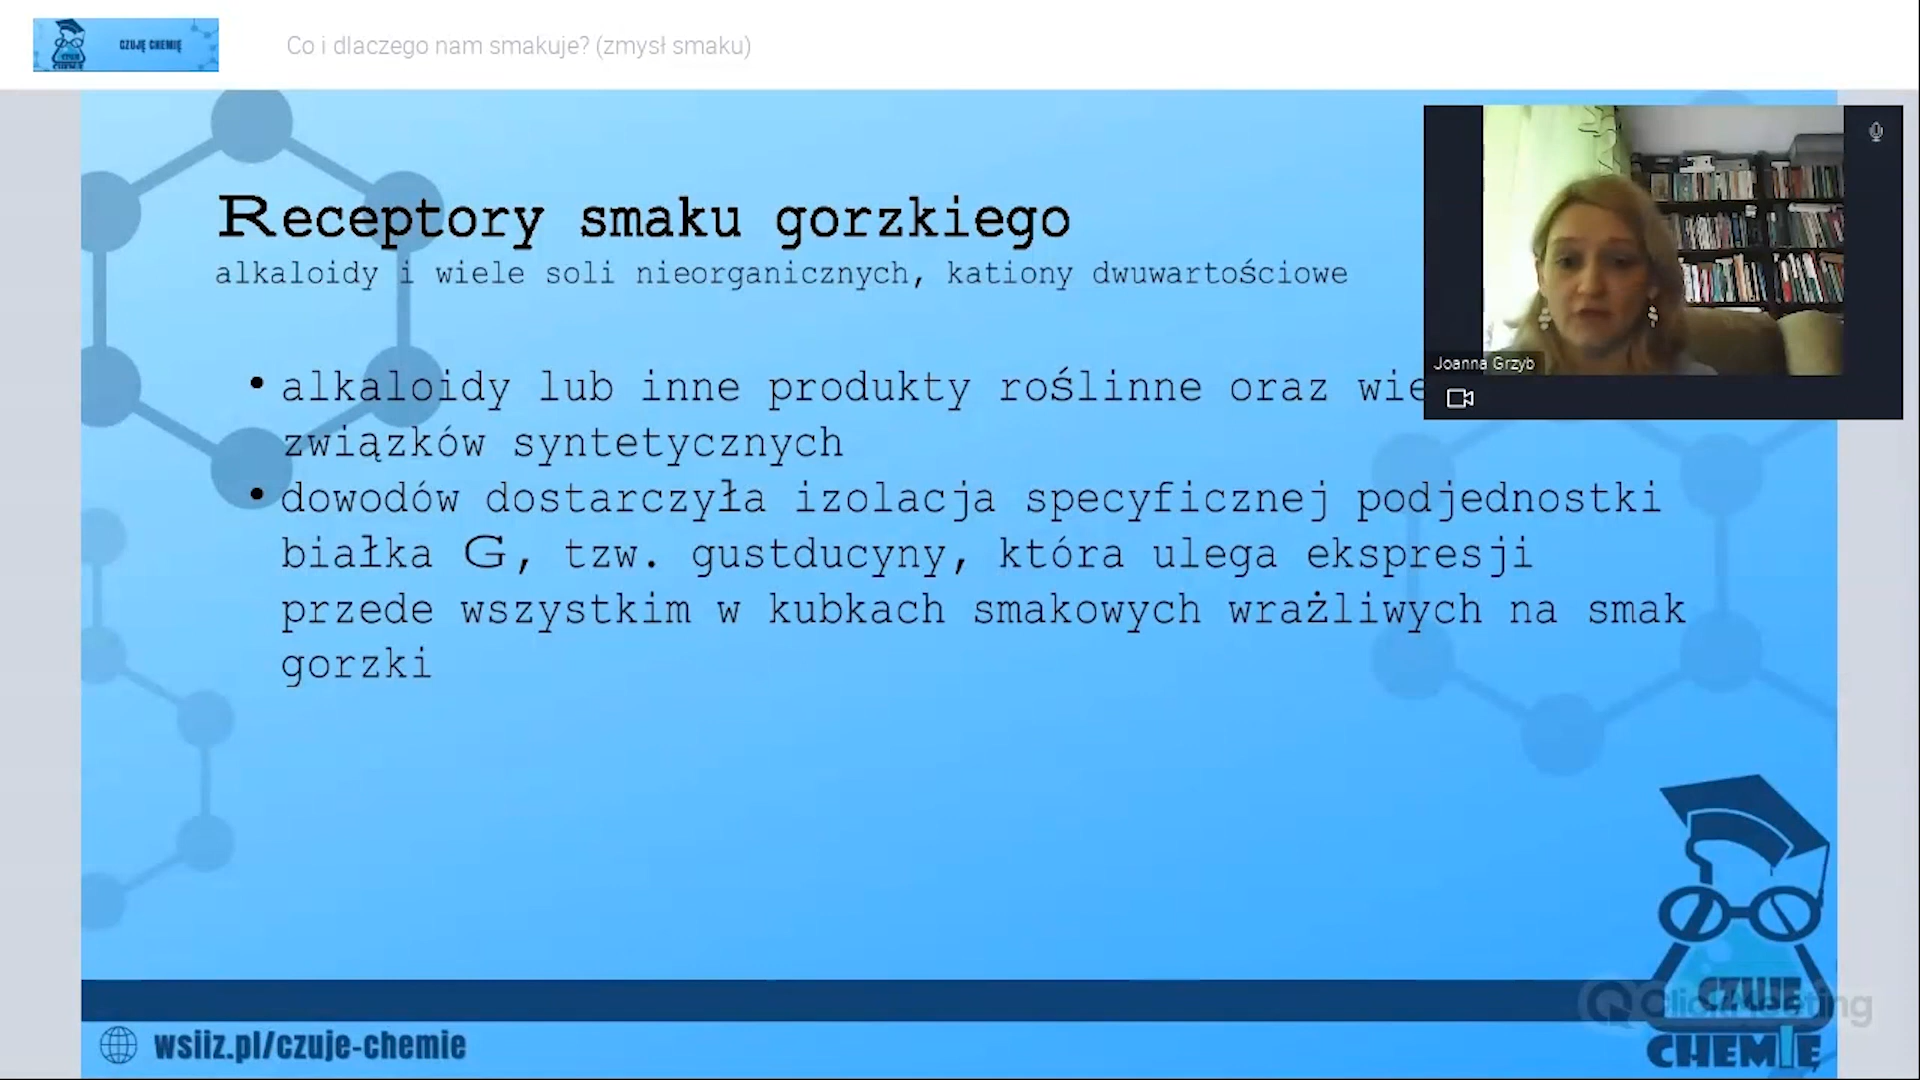 CZUJĘ CHEMIĘ
Co i dlaczego nam smakuje? (zmysł smaku)
Receptory smaku gorzkiego
alkaloidy i wiele soli nieorganicznych, kationy dwuwartościowe
Joanna Grzyb
• alkaloidy lub inne produkty roślinne oraz
związków syntetycznych
• dowodów dostarczyła izolacja specyficznej podjednostki
białka G, tzw. gustducyny, która ulega ekspresji
przede wszystkim w kubkach smakowych wrażliwych na smak
gorzki
ClickMeeting
CZUJĘ
CHEMIĘ
wsiiz.pl/czuje-chemie